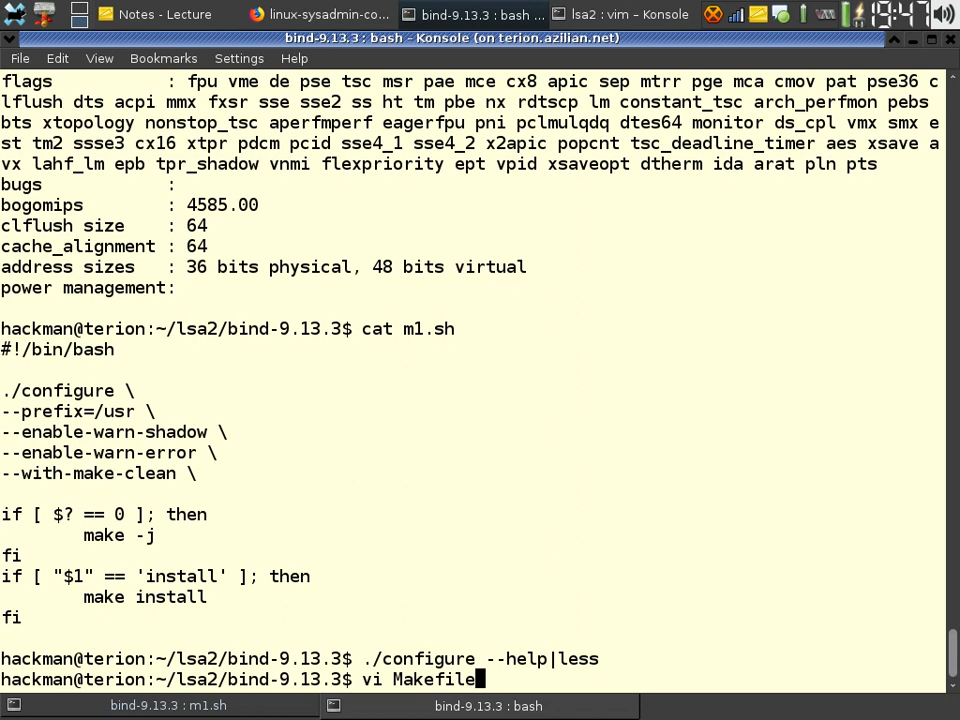 Notes - Lecture
linux-sysadmin-co...
bind-9.13.3 : bash ...
lsa2 : vim – Konsole
19:47
bind-9.13.3 : bash – Konsole (on terion.azilian.net)
File Edit View Bookmarks Settings Help
flags : fpu vme de pse tsc msr pae mce cx8 apic sep mtrr pge mca cmov pat pse36 c
lflush dts acpi mmx fxsr sse sse2 ss ht tm pbe nx rdtscp lm constant_tsc arch_perfmon pebs
bts xtopology nonstop_tsc aperfmperf eagerfpu pni pclmulqdq dtes64 monitor ds_cpl vmx smx e
st tm2 ssse3 cx16 xtpr pdcm pcid sse4_1 sse4_2 x2apic popcnt tsc_deadline_timer aes xsave a
vx lahf_lm epb tpr_shadow vnmi flexpriority ept vpid xsaveopt dtherm ida arat pln pts
bugs :
bogomips : 4585.00
clflush size : 64
cache_alignment : 64
address sizes : 36 bits physical, 48 bits virtual
power management:
hackman@terion:~/lsa2/bind-9.13.3$ cat m1.sh
#!/bin/bash
./configure \
--prefix=/usr \
--enable-warn-shadow \
--enable-warn-error \
--with-make-clean \
if [ $? == 0 ]; then
make -j
fi
if [ "$1" == 'install' ]; then
make install
fi
hackman@terion:~/lsa2/bind-9.13.3$ ./configure --help|less
hackman@terion:~/lsa2/bind-9.13.3$ vi Makefile
bind-9.13.3 : m1.sh
bind-9.13.3 : bash